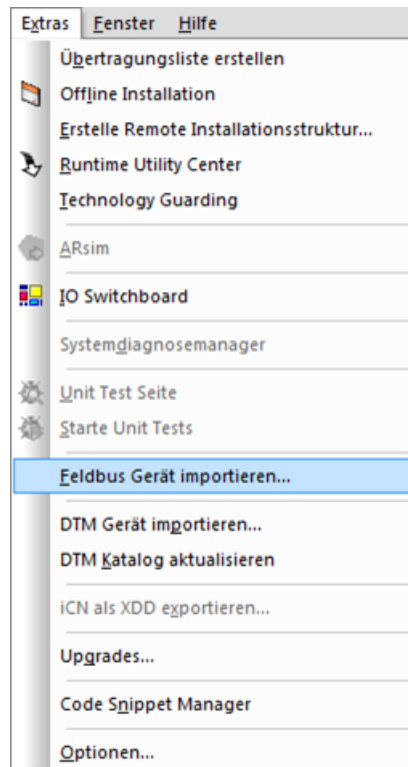 Extras Fenster Hilfe
Übertragungsliste erstellen
Offline Installation
Erstelle Remote Installationsstruktur...
Runtime Utility Center
Technology Guarding
ARsim
IO Switchboard
Systemdiagnosemanager
Unit Test Seite
Starte Unit Tests
Feldbus Gerät importieren...
DTM Gerät importieren...
DTM Katalog aktualisieren
iCN als XDD exportieren...
Upgrades...
Code Snippet Manager
Optionen...